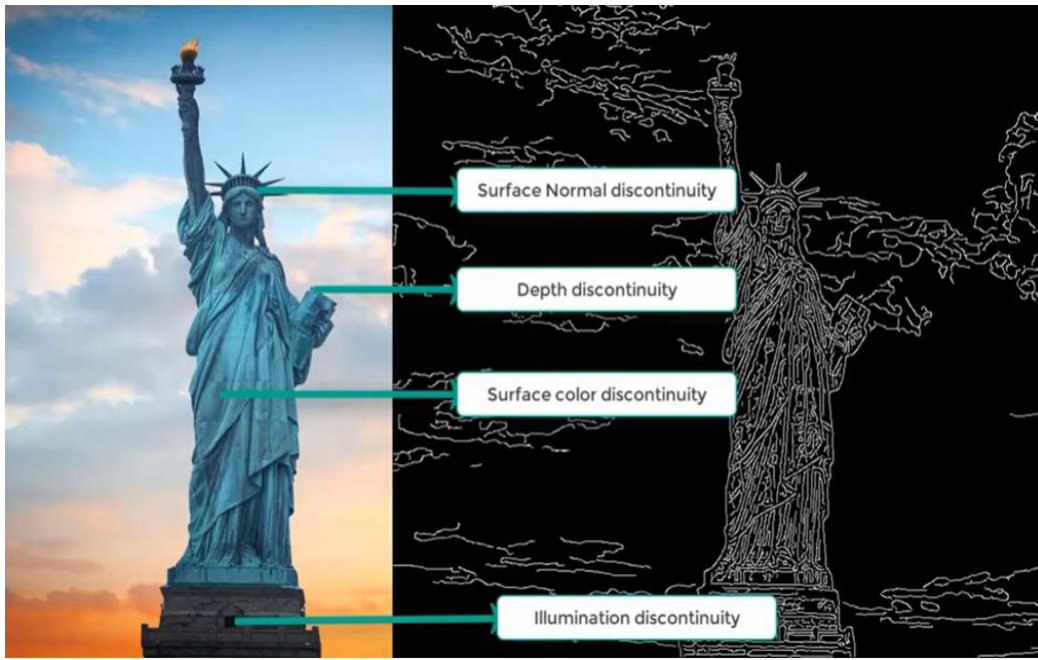 Surface Normal discontinuity
Depth discontinuity
Surface color discontinuity
Illumination discontinuity